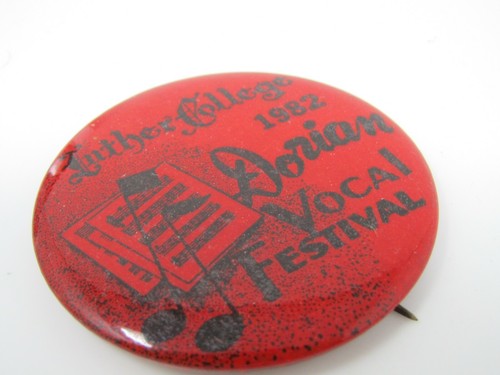 Luther College
1982
Dorian
VOCAl
FESTIVAL